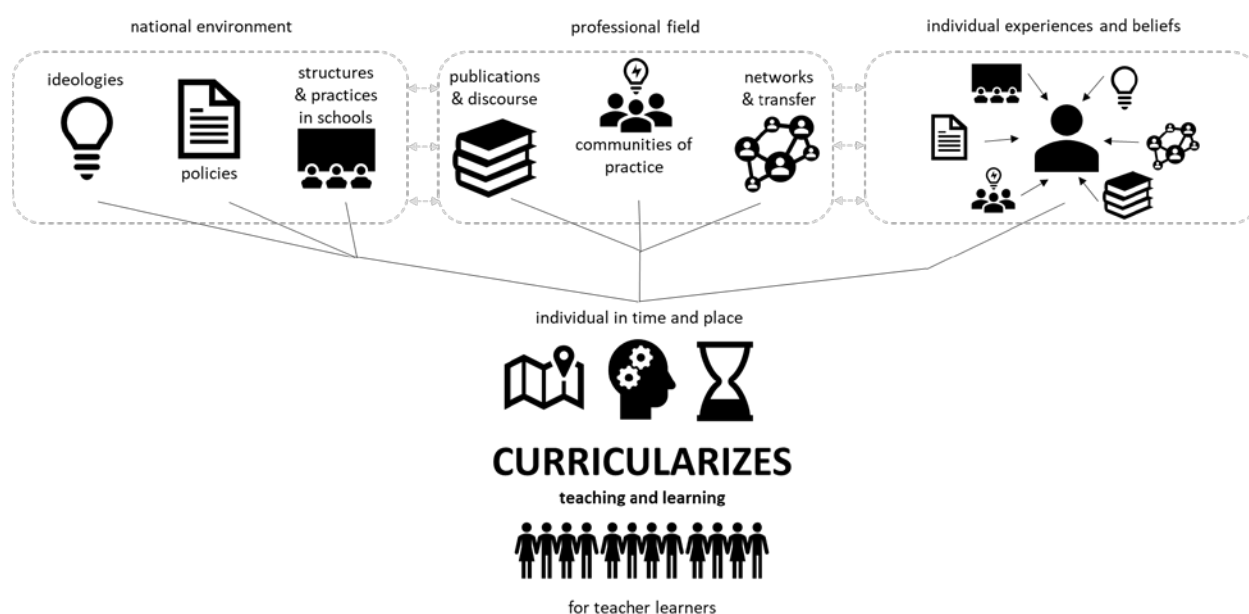 national environment
professional field
individual experiences and beliefs
ideologies
policies
structures
& practices
in schools
publications
& discourse
communities of
practice
networks
& transfer
individual in time and place
CURRICULARIZES
teaching and learning
for teacher learners